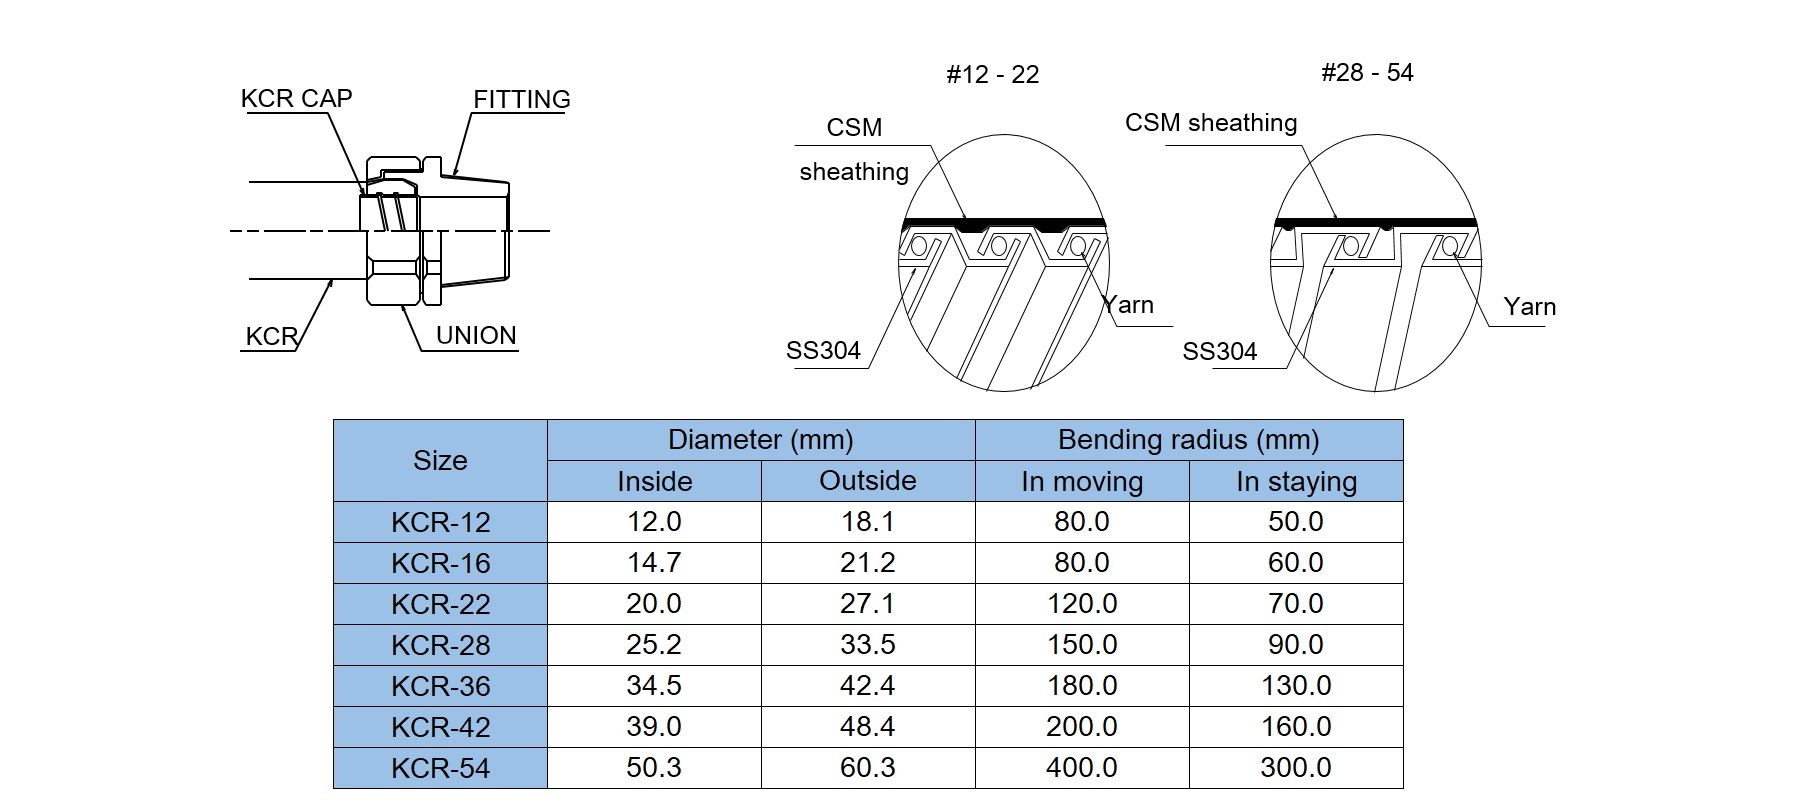 KCR CAP
FITTING
KCR
UNION
#12 - 22
CSM
sheathing
Yarn
SS304
#28 - 54
CSM sheathing
Yarn
SS304
Size Diameter (mm) Bending radius (mm)
Inside Outside In moving In staying
KCR-12 12.0 18.1 80.0 50.0
KCR-16 14.7 21.2 80.0 60.0
KCR-22 20.0 27.1 120.0 70.0
KCR-28 25.2 33.5 150.0 90.0
KCR-36 34.5 42.4 180.0 130.0
KCR-42 39.0 48.4 200.0 160.0
KCR-54 50.3 60.3 400.0 300.0